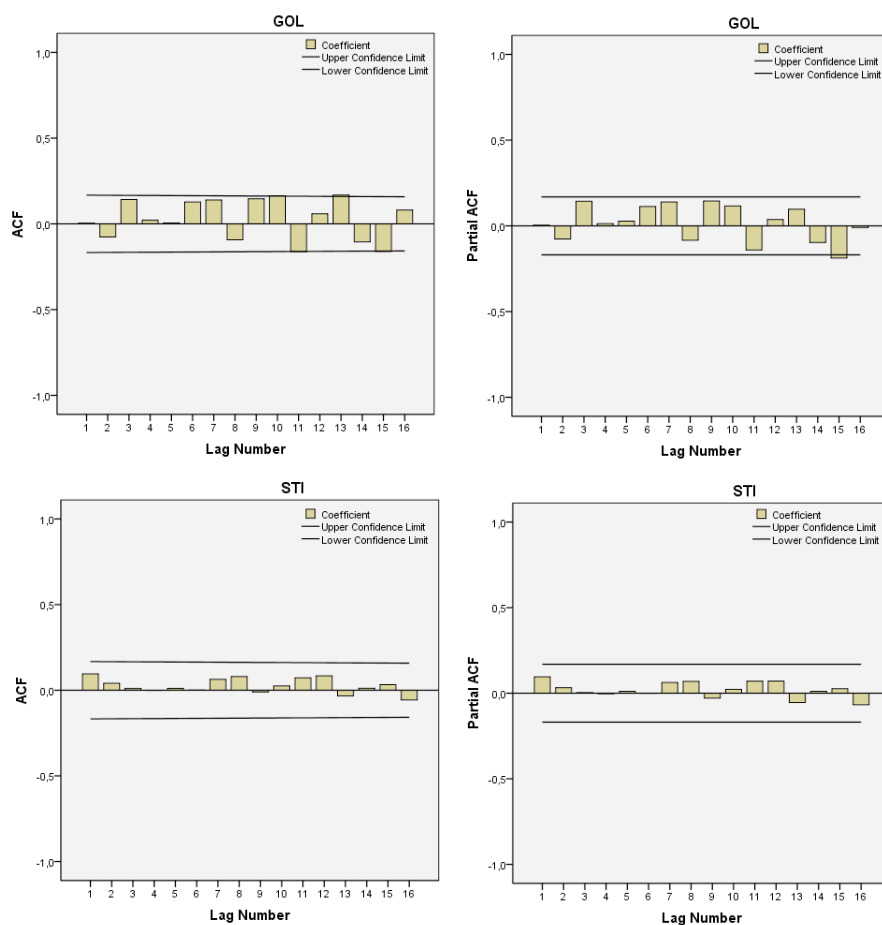 GOL
Coefficient
Upper Confidence Limit
Lower Confidence Limit
1,0
0,5
0,0
-0,5
-1,0
ACF
1 2 3 4 5 6 7 8 9 10 11 12 13 14 15 16
Lag Number
GOL
Coefficient
Upper Confidence Limit
Lower Confidence Limit
1,0
0,5
0,0
-0,5
-1,0
Partial ACF
1 2 3 4 5 6 7 8 9 10 11 12 13 14 15 16
Lag Number
STI
Coefficient
Upper Confidence Limit
Lower Confidence Limit
1,0
0,5
0,0
-0,5
-1,0
ACF
1 2 3 4 5 6 7 8 9 10 11 12 13 14 15 16
Lag Number
STI
Coefficient
Upper Confidence Limit
Lower Confidence Limit
1,0
0,5
0,0
-0,5
-1,0
Partial ACF
1 2 3 4 5 6 7 8 9 10 11 12 13 14 15 16
Lag Number